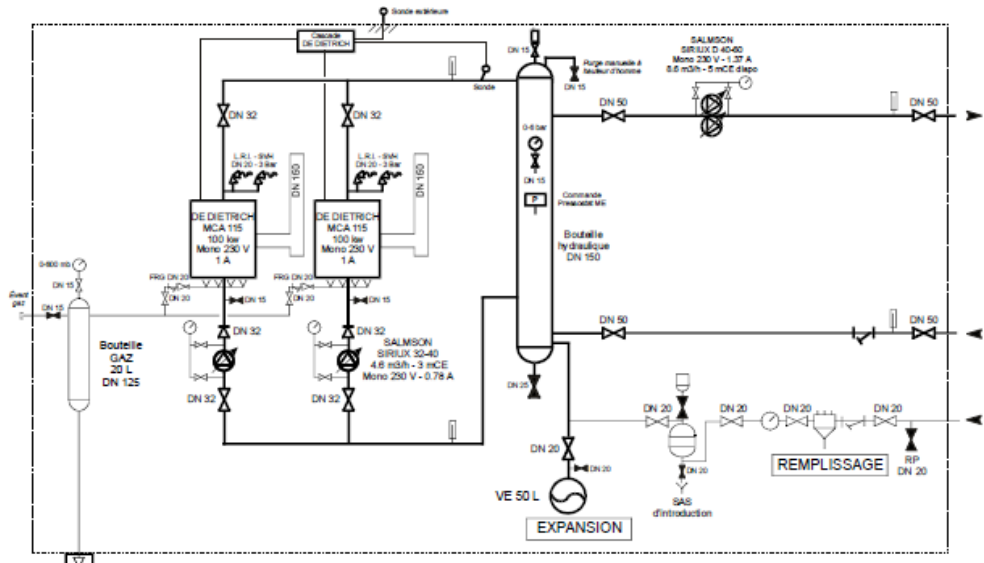 Sonde extérieure
Cascade
DE DIETRICH
Sonde
DN 15
Purge manuelle à
hauteur d'homme
DN 15
SALMSON
SIRIUX D 40-60
Mono 230 V - 1.37 A
8.6 m3/h - 5 mCE dispo
DN 32
DN 32
DN 50
DN 50
L.R.I. - SVH
DN 20 - 3 Bar
L.R.I. - SVH
DN 20 - 3 Bar
DN 150
DN 150
0-6 bar
DN 15
P
Commande
Pressostat ME
Bouteille
hydraulique
DN 150
DE DIETRICH
MCA 115
100 kw
Mono 230 V
1 A
DE DIETRICH
MCA 115
100 kw
Mono 230 V
1 A
0-600 mb
DN 15
FRG DN 20
DN 20
DN 15
FRG DN 20
DN 20
DN 15
Event
gaz
DN 15
Bouteille
GAZ
20 L
DN 125
DN 32
DN 32
SALMSON
SIRIUX 32-40
4.6 m3/h - 3 mCE
Mono 230 V - 0.78 A
DN 32
DN 32
DN 50
DN 50
DN 25
DN 20
DN 20
VE 50 L
EXPANSION
DN 20
DN 20
DN 20
DN 20
DN 20
SAS
d'introduction
REMPLISSAGE
RP
DN 20